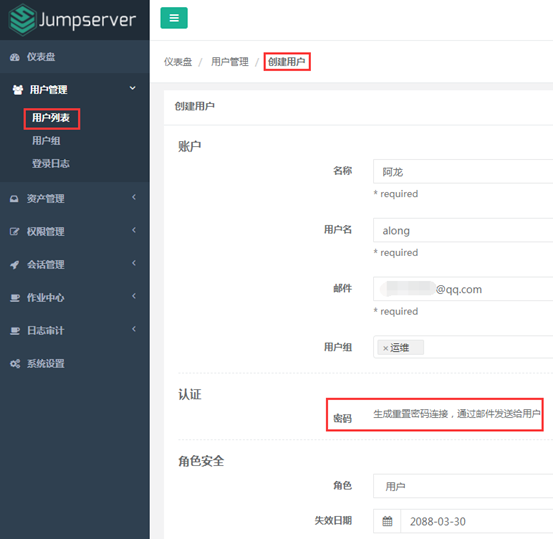 Jumpserver
仪表盘
用户管理
用户列表
用户组
登录日志
资产管理
权限管理
会话管理
作业中心
日志审计
系统设置
仪表盘 / 用户管理 / 创建用户
创建用户
账户
名称 阿龙
* required
用户名 along
* required
邮件 @qq.com
* required
用户组 ×运维
认证
密码 生成重置密码连接，通过邮件发送给用户
角色安全
角色 用户
失效日期 2088-03-30